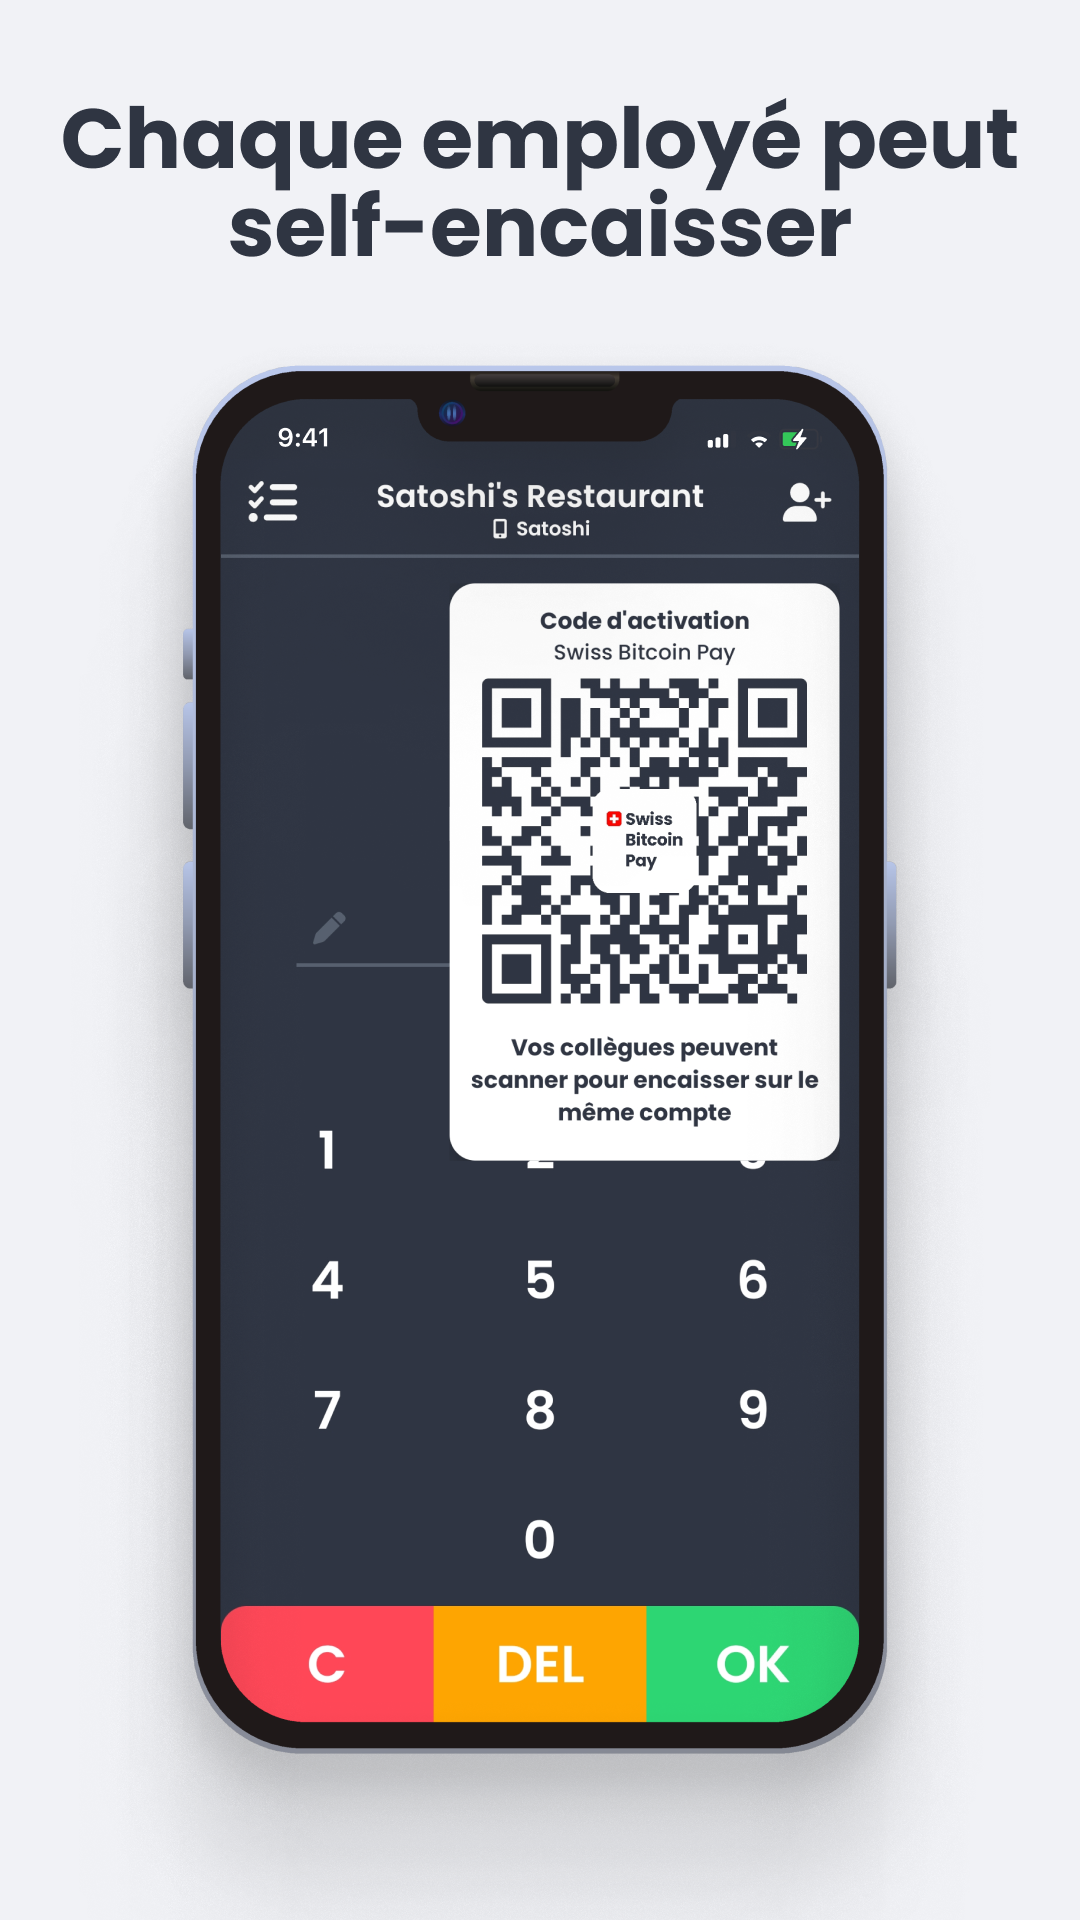 Chaque employé peut
self-encaisser
9:41
Satoshi's Restaurant
Satoshi
Code d'activation
Swiss Bitcoin Pay
Swiss
Bitcoin
Pay
Vos collègues peuvent
scanner pour encaisser sur le
même compte
1 2 3
4 5 6
7 8 9
0
C DEL OK